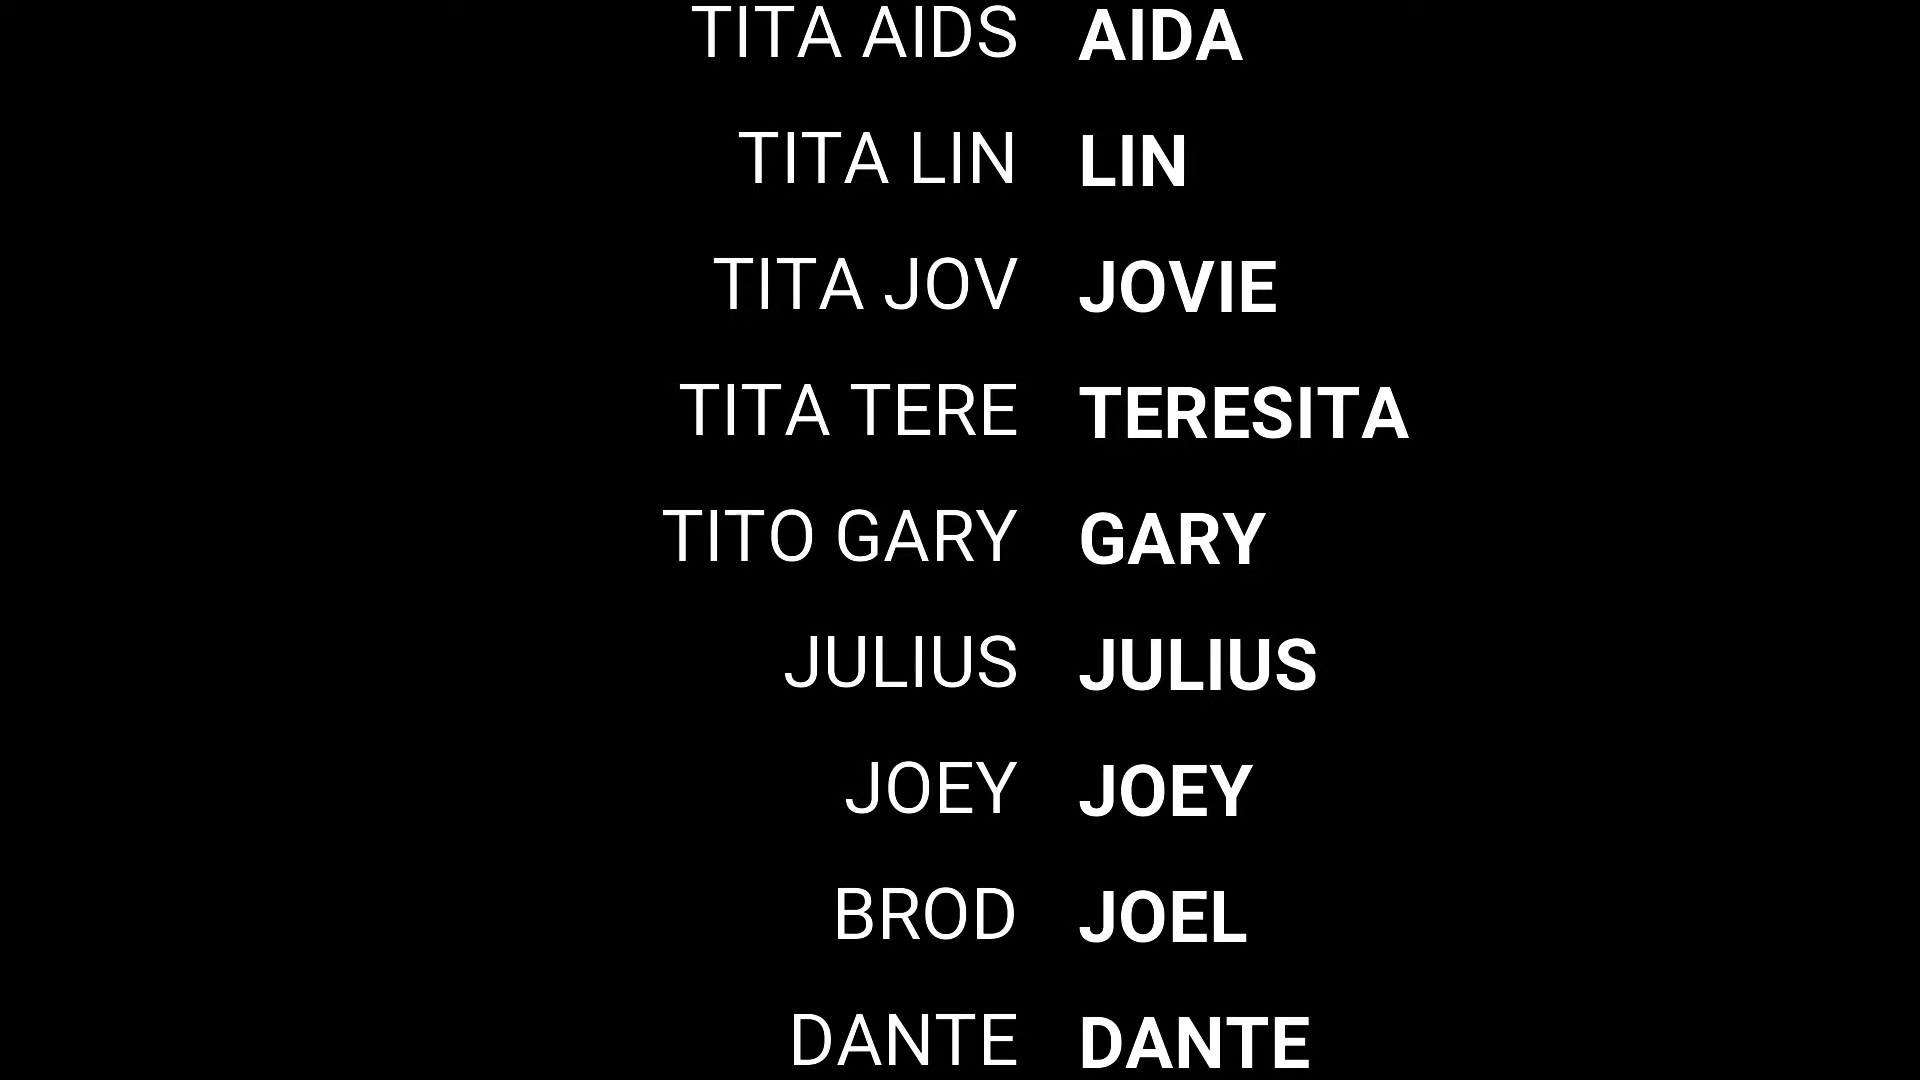 TITA AIDS AIDA
TITA LIN LIN
TITA JOV JOVIE
TITA TERE TERESITA
TITO GARY GARY
JULIUS JULIUS
JOEY JOEY
BROD JOEL
DANTE DANTE